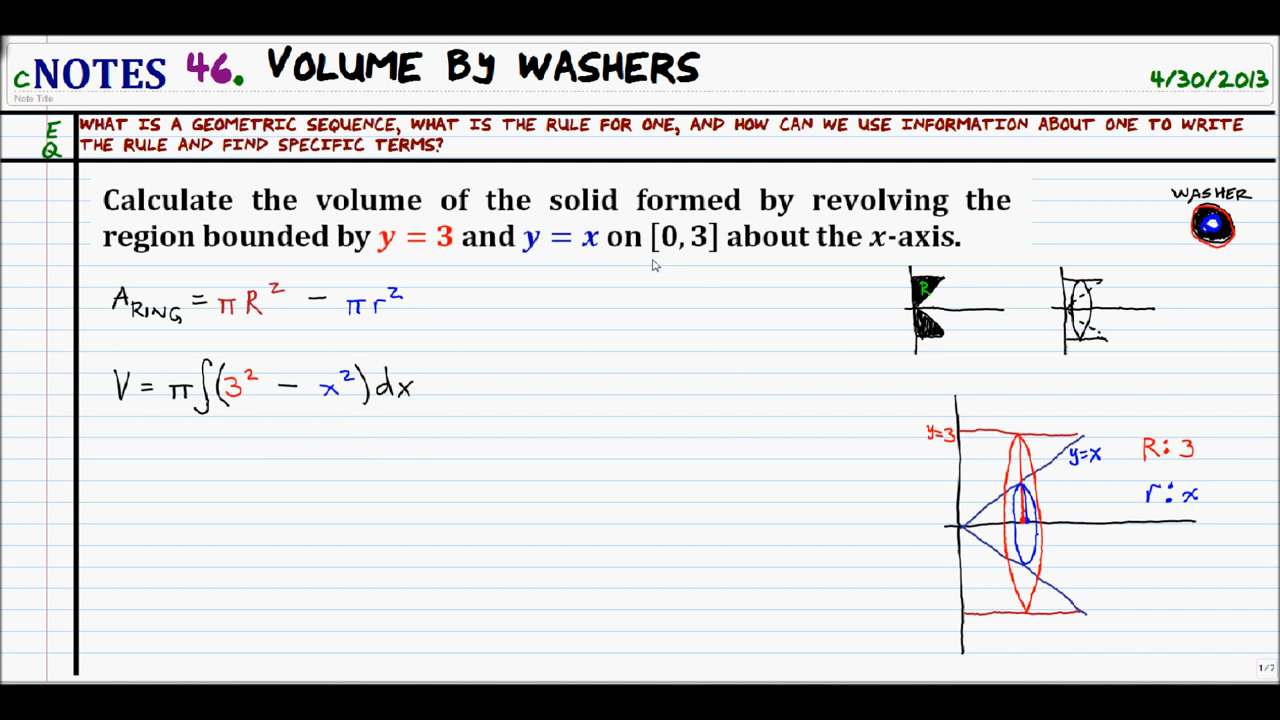 cNOTES 46. VOLUME BY WASHERS
4/30/2013
Note Title
EQ
WHAT IS A GEOMETRIC SEQUENCE, WHAT IS THE RULE FOR ONE, AND HOW CAN WE USE INFORMATION ABOUT ONE TO WRITE
THE RULE AND FIND SPECIFIC TERMS?
Calculate the volume of the solid formed by revolving the
region bounded by y = 3 and y = x on [0, 3] about the x-axis.
WASHER
A_RING = πR² − πr²
R
V = π∫(3² − x²)dx
y=3
y=x
R: 3
r: x
1/7